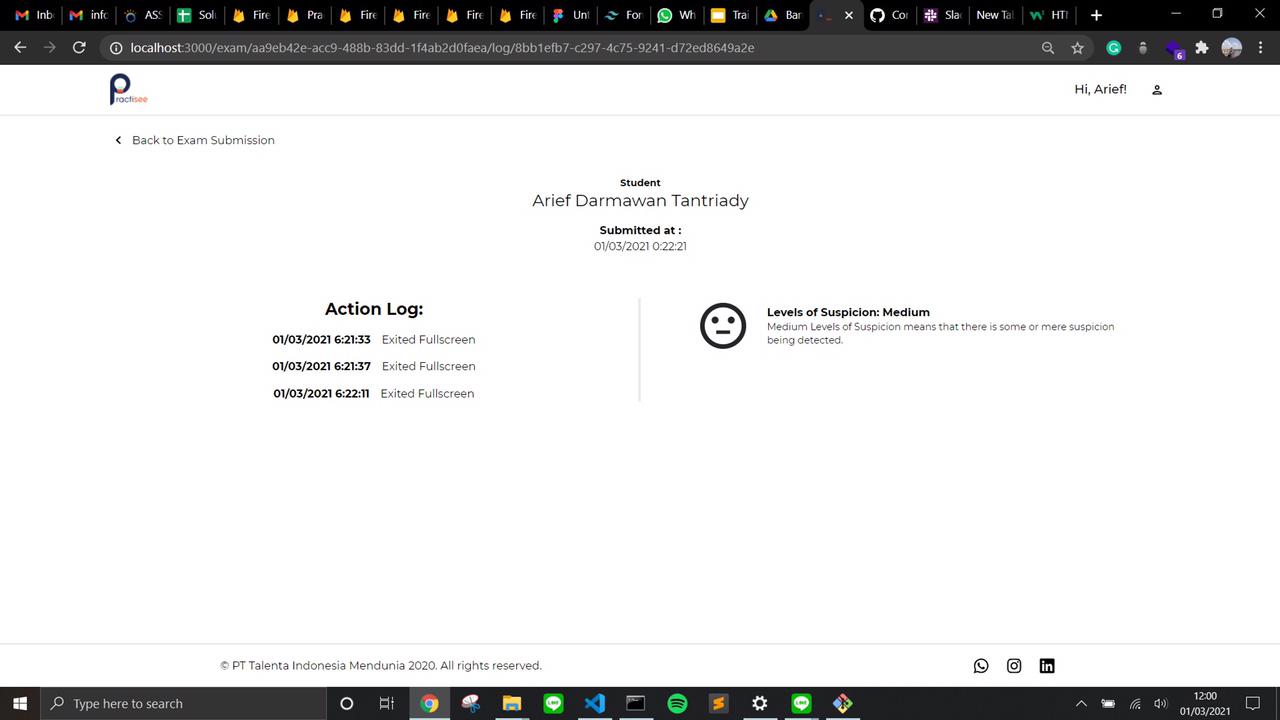 Inb
info
ASS
Solu
Fire
Pra
Fire
Fire
Fire
Fire
Unt
For
Wh
Trai
Bar
Cor
Slac
New Tal
HTM
localhost:3000/exam/aa9eb42e-acc9-488b-83dd-1f4ab2d0faea/log/8bb1efb7-c297-4c75-9241-d72ed8649a2e
6
Practisee
Hi, Arief!
Back to Exam Submission
Student
Arief Darmawan Tantriady
Submitted at :
01/03/2021 0:22:21
Action Log:
01/03/2021 6:21:33 Exited Fullscreen
01/03/2021 6:21:37 Exited Fullscreen
01/03/2021 6:22:11 Exited Fullscreen
Levels of Suspicion: Medium
Medium Levels of Suspicion means that there is some or mere suspicion
being detected.
© PT Talenta Indonesia Mendunia 2020. All rights reserved.
Type here to search
12:00
01/03/2021